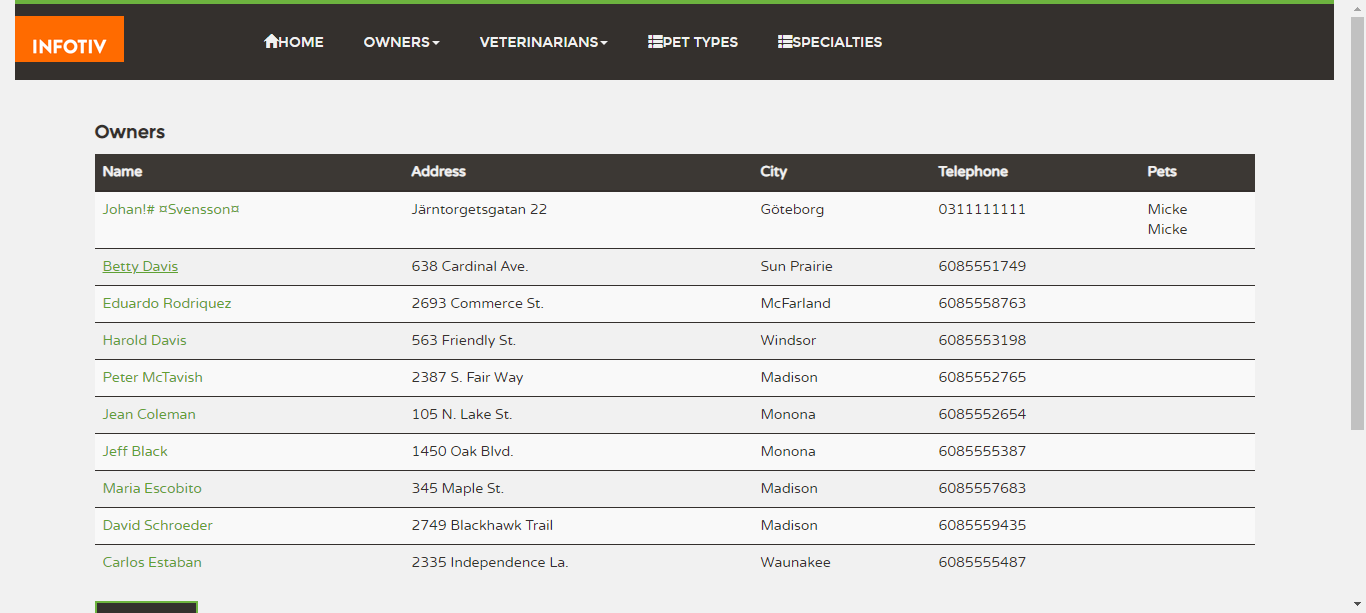 INFOTIV
HOME OWNERS VETERINARIANS PET TYPES SPECIALTIES
Owners
Name Address City Telephone Pets
Johan!# ¤Svensson¤ Järntorgetsgatan 22 Göteborg 0311111111 Micke
Micke
Betty Davis 638 Cardinal Ave. Sun Prairie 6085551749
Eduardo Rodriquez 2693 Commerce St. McFarland 6085558763
Harold Davis 563 Friendly St. Windsor 6085553198
Peter McTavish 2387 S. Fair Way Madison 6085552765
Jean Coleman 105 N. Lake St. Monona 6085552654
Jeff Black 1450 Oak Blvd. Monona 6085555387
Maria Escobito 345 Maple St. Madison 6085557683
David Schroeder 2749 Blackhawk Trail Madison 6085559435
Carlos Estaban 2335 Independence La. Waunakee 6085555487